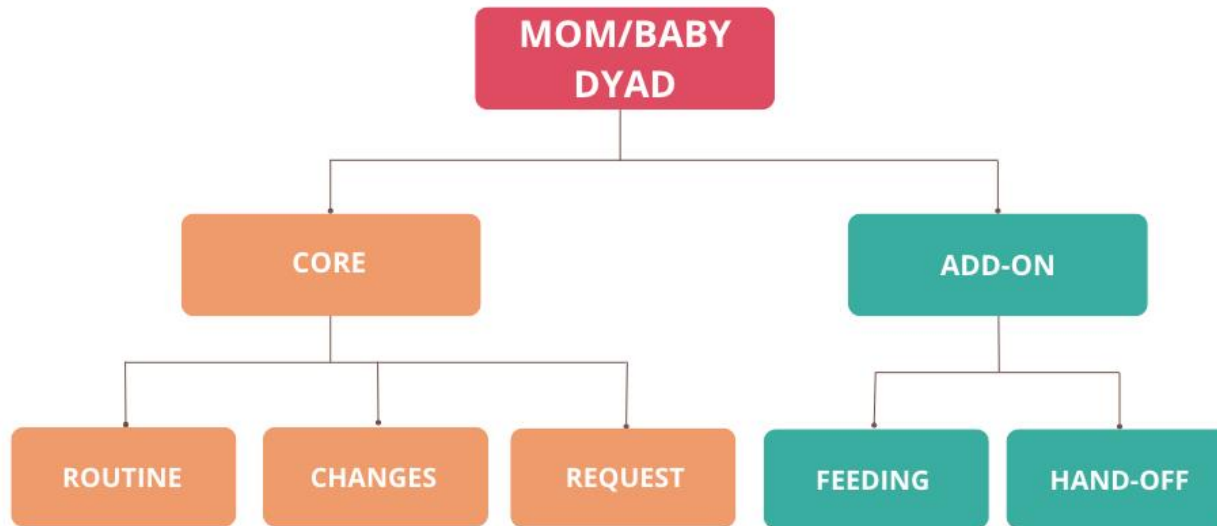 MOM/BABY
DYAD
CORE
ADD-ON
ROUTINE
CHANGES
REQUEST
FEEDING
HAND-OFF